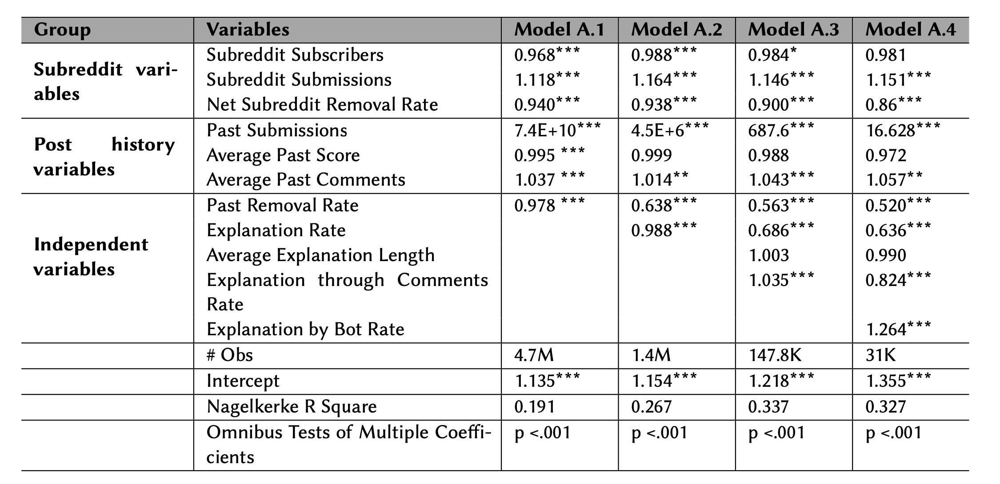 Group Variables Model A.1 Model A.2 Model A.3 Model A.4
Subreddit vari-
ables
Subreddit Subscribers 0.968*** 0.988*** 0.984* 0.981
Subreddit Submissions 1.118*** 1.164*** 1.146*** 1.151***
Net Subreddit Removal Rate 0.940*** 0.938*** 0.900*** 0.86***
Post history
variables
Past Submissions 7.4E+10*** 4.5E+6*** 687.6*** 16.628***
Average Past Score 0.995 *** 0.999 0.988 0.972
Average Past Comments 1.037 *** 1.014** 1.043*** 1.057**
Independent
variables
Past Removal Rate 0.978 *** 0.638*** 0.563*** 0.520***
Explanation Rate 0.988*** 0.686*** 0.636***
Average Explanation Length 1.003 0.990
Explanation through Comments 1.035*** 0.824***
Rate
Explanation by Bot Rate 1.264***
# Obs 4.7M 1.4M 147.8K 31K
Intercept 1.135*** 1.154*** 1.218*** 1.355***
Nagelkerke R Square 0.191 0.267 0.337 0.327
Omnibus Tests of Multiple Coeffi- p <.001 p <.001 p <.001 p <.001
cients